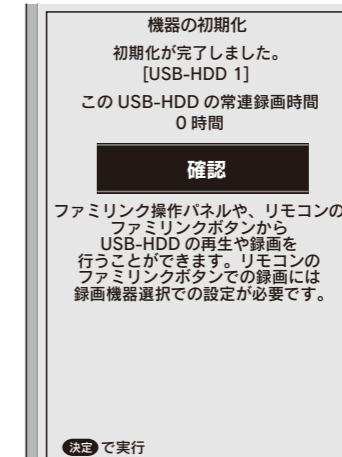 機器の初期化
初期化が完了しました。
[USB-HDD 1]
この USB-HDD の常連録画時間
0 時間
確認
ファミリンク操作パネルや、リモコンの
ファミリンクボタンから
USB-HDD の再生や録画を
行うことができます。リモコンの
ファミリンクボタンでの録画には
録画機器選択での設定が必要です。
決定 で実行